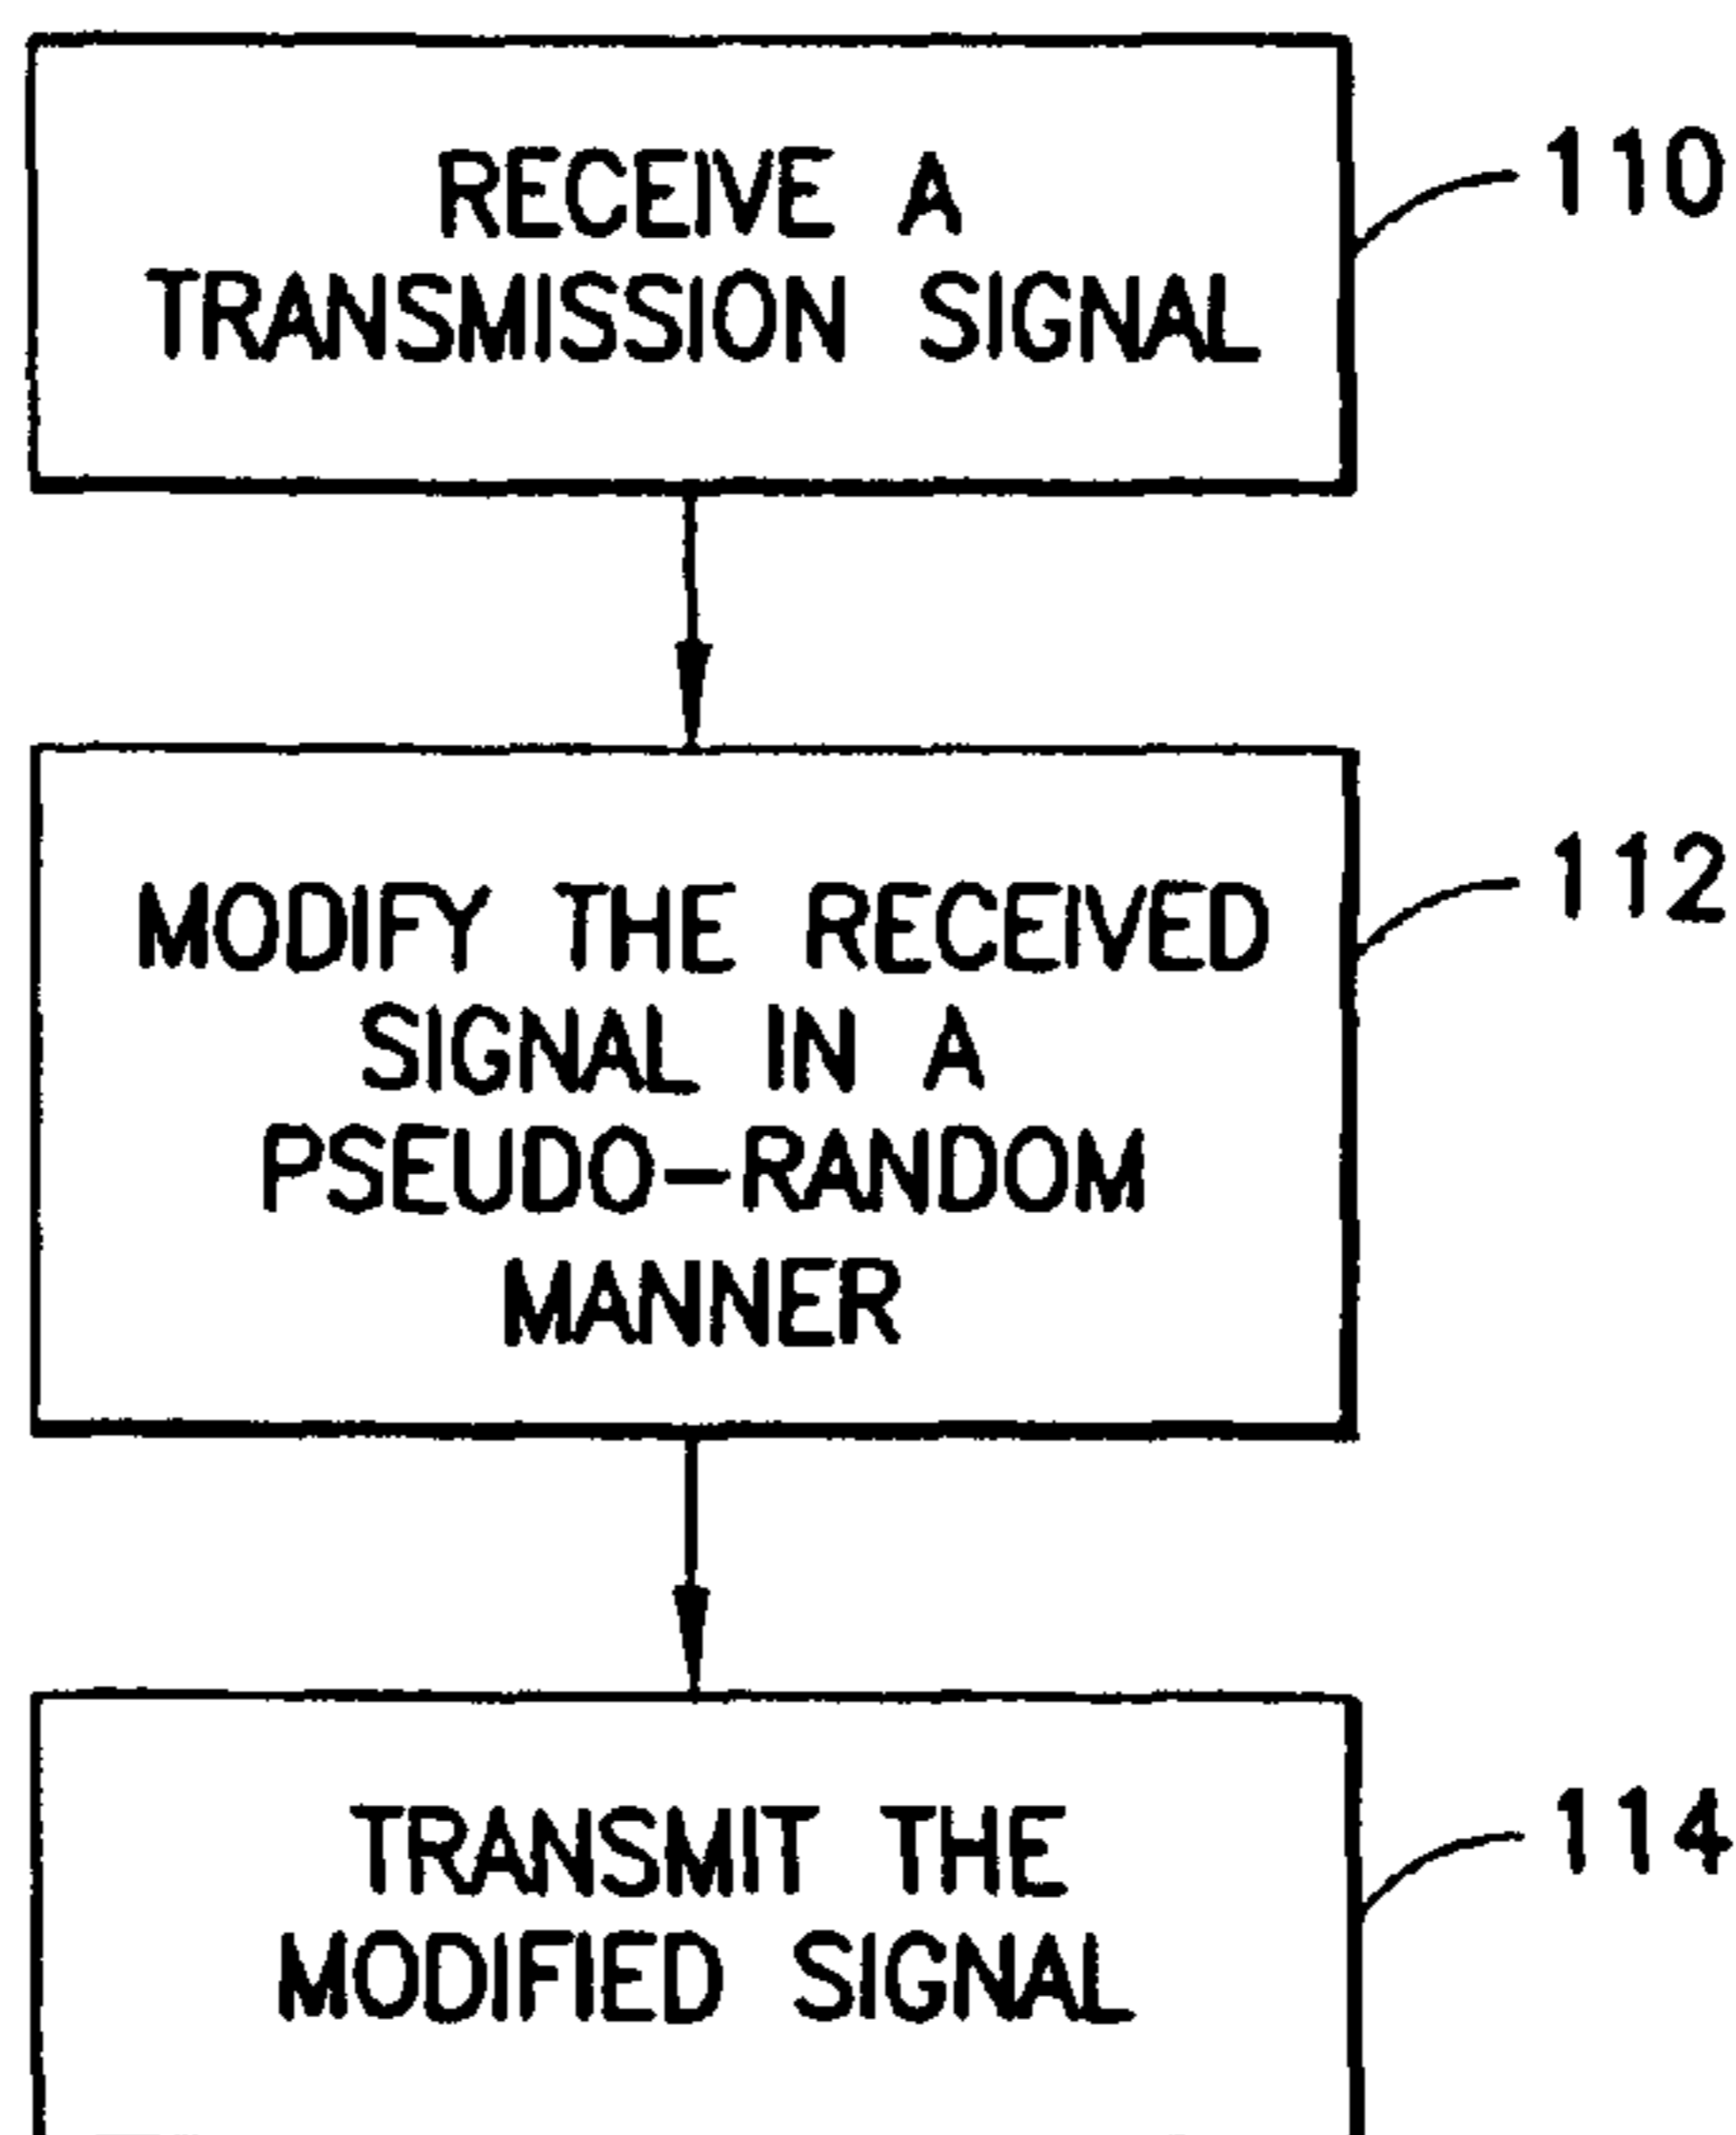 RECEIVE A
TRANSMISSION SIGNAL
110
MODIFY THE RECEIVED
SIGNAL IN A
PSEUDO-RANDOM
MANNER
112
TRANSMIT THE
MODIFIED SIGNAL
114